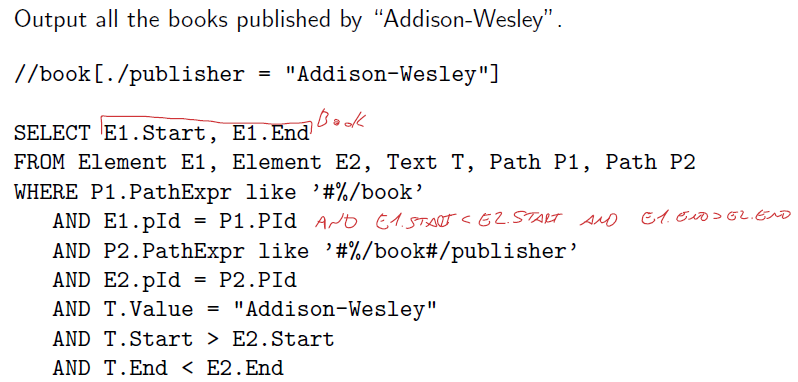 Output all the books published by “Addison-Wesley”.
//book[./publisher = "Addison-Wesley"]
SELECT E1.Start, E1.End Book
FROM Element E1, Element E2, Text T, Path P1, Path P2
WHERE P1.PathExpr like ’#%/book’
AND E1.pId = P1.PId AND E1.START < E2.START AND E1.END > E2.END
AND P2.PathExpr like ’#%/book#/publisher’
AND E2.pId = P2.PId
AND T.Value = "Addison-Wesley"
AND T.Start > E2.Start
AND T.End < E2.End